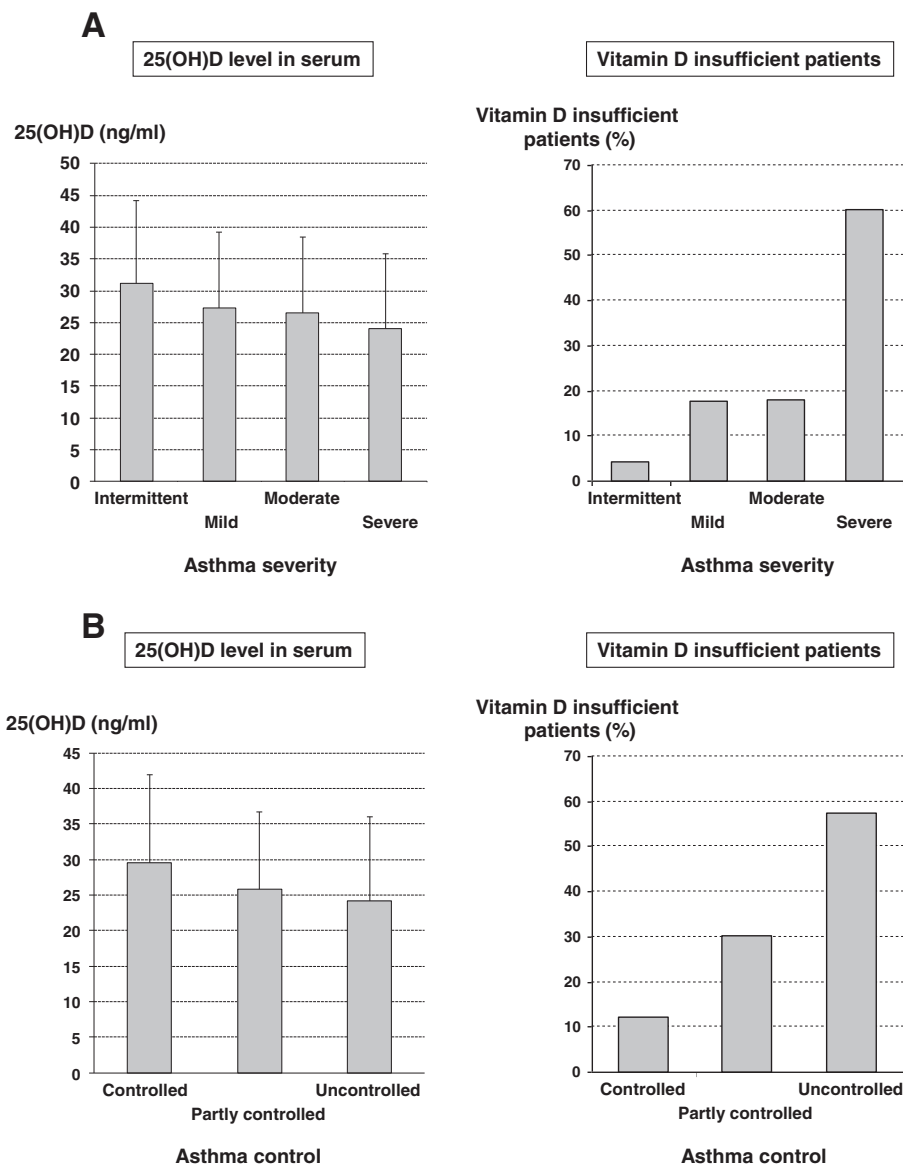 A
25(OH)D level in serum
25(OH)D (ng/ml)
50
45
40
35
30
25
20
15
10
5
0
Intermittent
Mild
Moderate
Severe
Asthma severity
Vitamin D insufficient patients
Vitamin D insufficient
patients (%)
70
60
50
40
30
20
10
0
Intermittent
Mild
Moderate
Severe
Asthma severity
B
25(OH)D level in serum
25(OH)D (ng/ml)
45
40
35
30
25
20
15
10
5
0
Controlled
Partly controlled
Uncontrolled
Asthma control
Vitamin D insufficient patients
Vitamin D insufficient
patients (%)
70
60
50
40
30
20
10
0
Controlled
Partly controlled
Uncontrolled
Asthma control